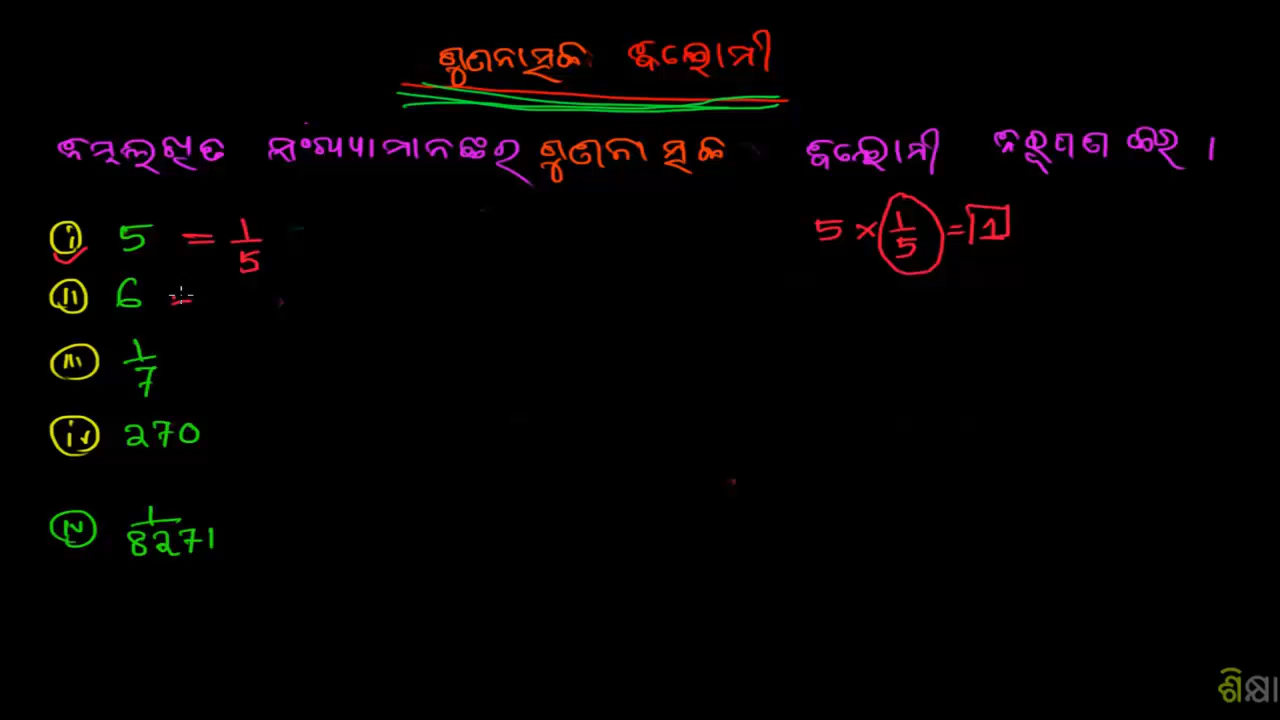 ଗୁଣନାତ୍ମକ ବିଲୋମୀ
ନିମ୍ନଲିଖିତ ସଂଖ୍ୟାମାନଙ୍କର ଗୁଣନାତ୍ମକ ବିଲୋମୀ ନିରୂପଣ କର ।
i 5 = 1/5 5 × 1/5 = 1
ii 6 =
iii 1/7
iv 270
v 1/8271
ଶିକ୍ଷା